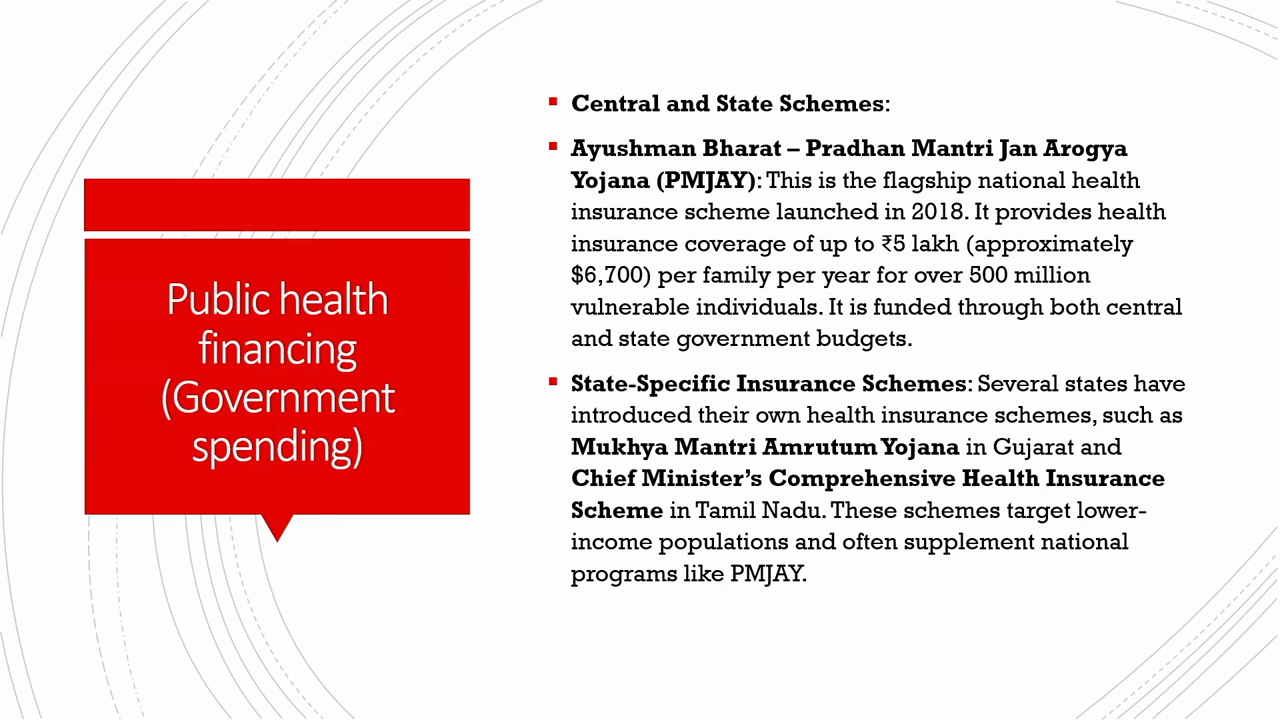 Public health
financing
(Government
spending)
Central and State Schemes:
Ayushman Bharat – Pradhan Mantri Jan Arogya
Yojana (PMJAY): This is the flagship national health
insurance scheme launched in 2018. It provides health
insurance coverage of up to ₹5 lakh (approximately
$6,700) per family per year for over 500 million
vulnerable individuals. It is funded through both central
and state government budgets.
State-Specific Insurance Schemes: Several states have
introduced their own health insurance schemes, such as
Mukhya Mantri Amrutum Yojana in Gujarat and
Chief Minister’s Comprehensive Health Insurance
Scheme in Tamil Nadu. These schemes target lower-
income populations and often supplement national
programs like PMJAY.